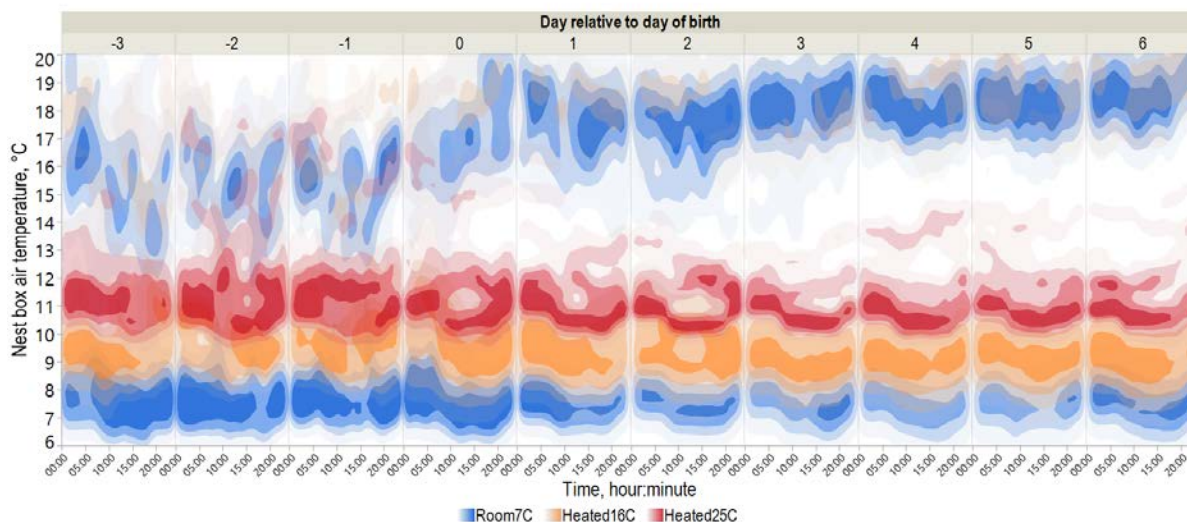 Day relative to day of birth
-3 -2 -1 0 1 2 3 4 5 6
Nest box air temperature, °C
20
19
18
17
16
15
14
13
12
11
10
9
8
7
6
00:00 05:00 10:00 15:00 20:00 00:00 05:00 10:00 15:00 20:00 00:00 05:00 10:00 15:00 20:00 00:00 05:00 10:00 15:00 20:00 00:00 05:00 10:00 15:00 20:00 00:00 05:00 10:00 15:00 20:00 00:00 05:00 10:00 15:00 20:00 00:00 05:00 10:00 15:00 20:00 00:00 05:00 10:00 15:00 20:00 00:00 05:00 10:00 15:00 20:00
Time, hour:minute
Room7C Heated16C Heated25C